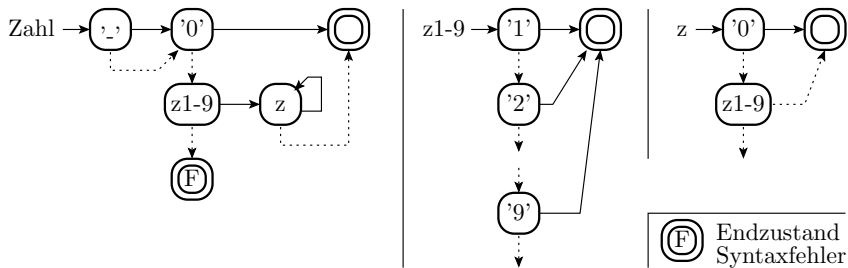 Zahl
'-'
'0'
z1-9
'1'
z
'0'
z1-9
z
'2'
z1-9
F
'9'
F
Endzustand
Syntaxfehler